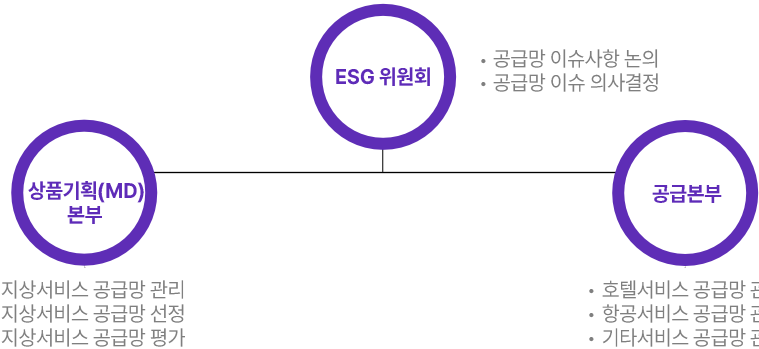 ESG 위원회
• 공급망 이슈사항 논의
• 공급망 이슈 의사결정
상품기획(MD)
본부
공급본부
지상서비스 공급망 관리
지상서비스 공급망 선정
지상서비스 공급망 평가
• 호텔서비스 공급망
• 항공서비스 공급망
• 기타서비스 공급망